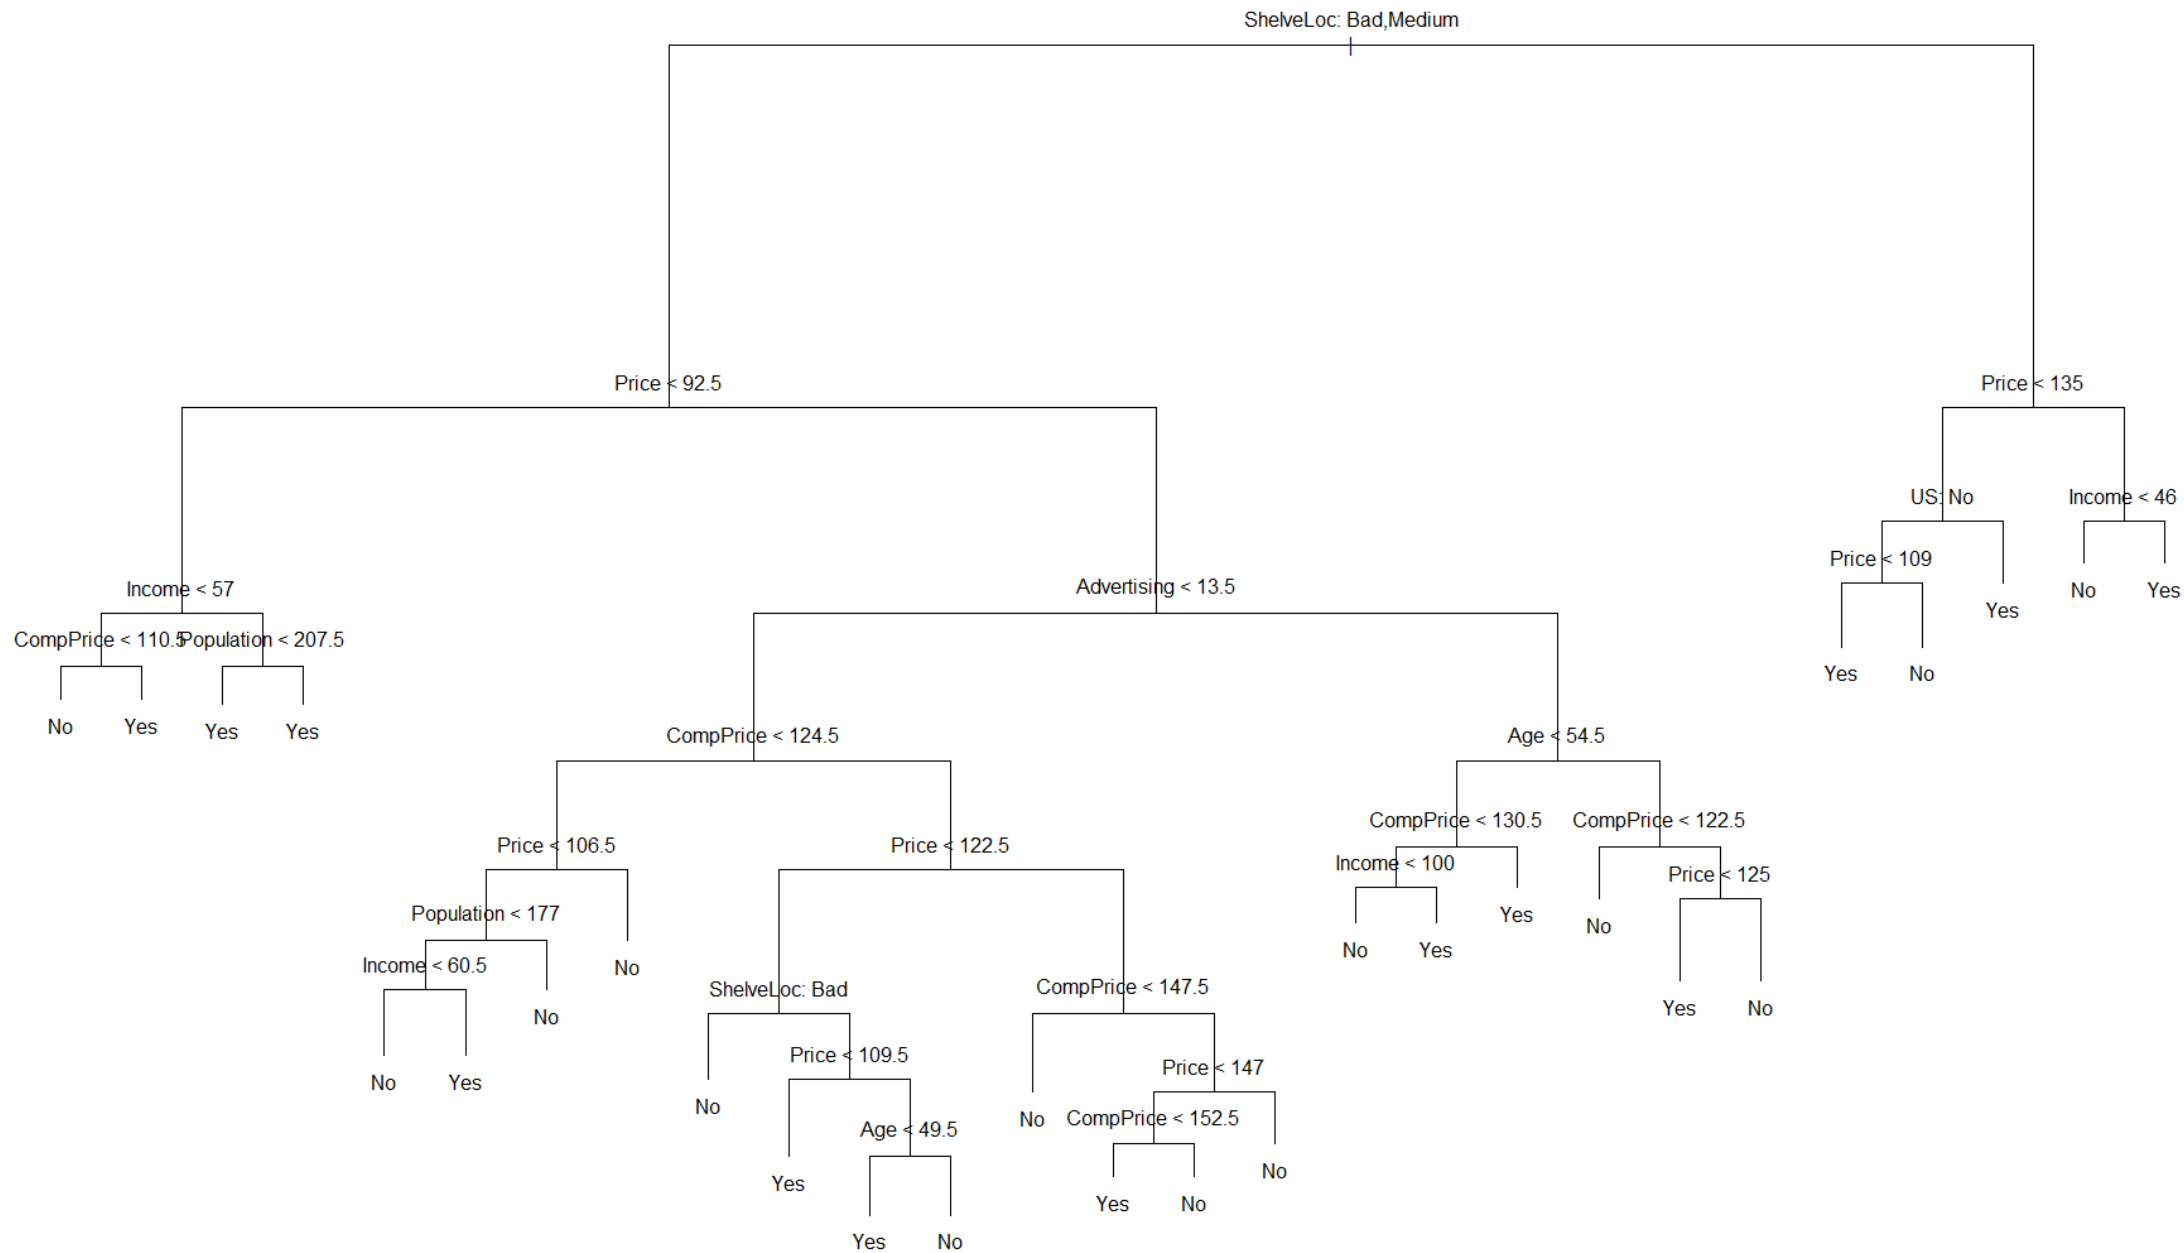 ShelveLoc: Bad,Medium
Price < 92.5
Price < 135
US: No
Income < 46
Price < 109
Income < 57
Advertising < 13.5
No
Yes
Yes
CompPrice < 110.5
Population < 207.5
Yes
No
No
Yes
Yes
Yes
CompPrice < 124.5
Age < 54.5
CompPrice < 130.5
CompPrice < 122.5
Price < 106.5
Price < 122.5
Income < 100
Price < 125
Population < 177
Yes
No
No
Yes
Income < 60.5
No
ShelveLoc: Bad
CompPrice < 147.5
Yes
No
No
Price < 109.5
Price < 147
No
Yes
No
No
CompPrice < 152.5
Age < 49.5
No
Yes
Yes
No
Yes
No